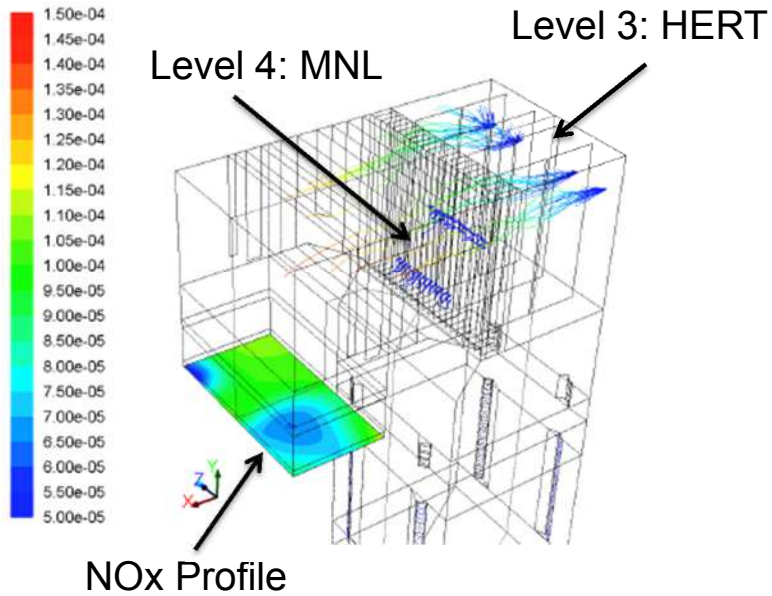 Level 3: HERT
Level 4: MNL
1.50e-04
1.45e-04
1.40e-04
1.35e-04
1.30e-04
1.25e-04
1.20e-04
1.15e-04
1.10e-04
1.05e-04
1.00e-04
9.50e-05
9.00e-05
8.50e-05
8.00e-05
7.50e-05
7.00e-05
6.50e-05
6.00e-05
5.50e-05
5.00e-05
Y
Z
X
NOx Profile